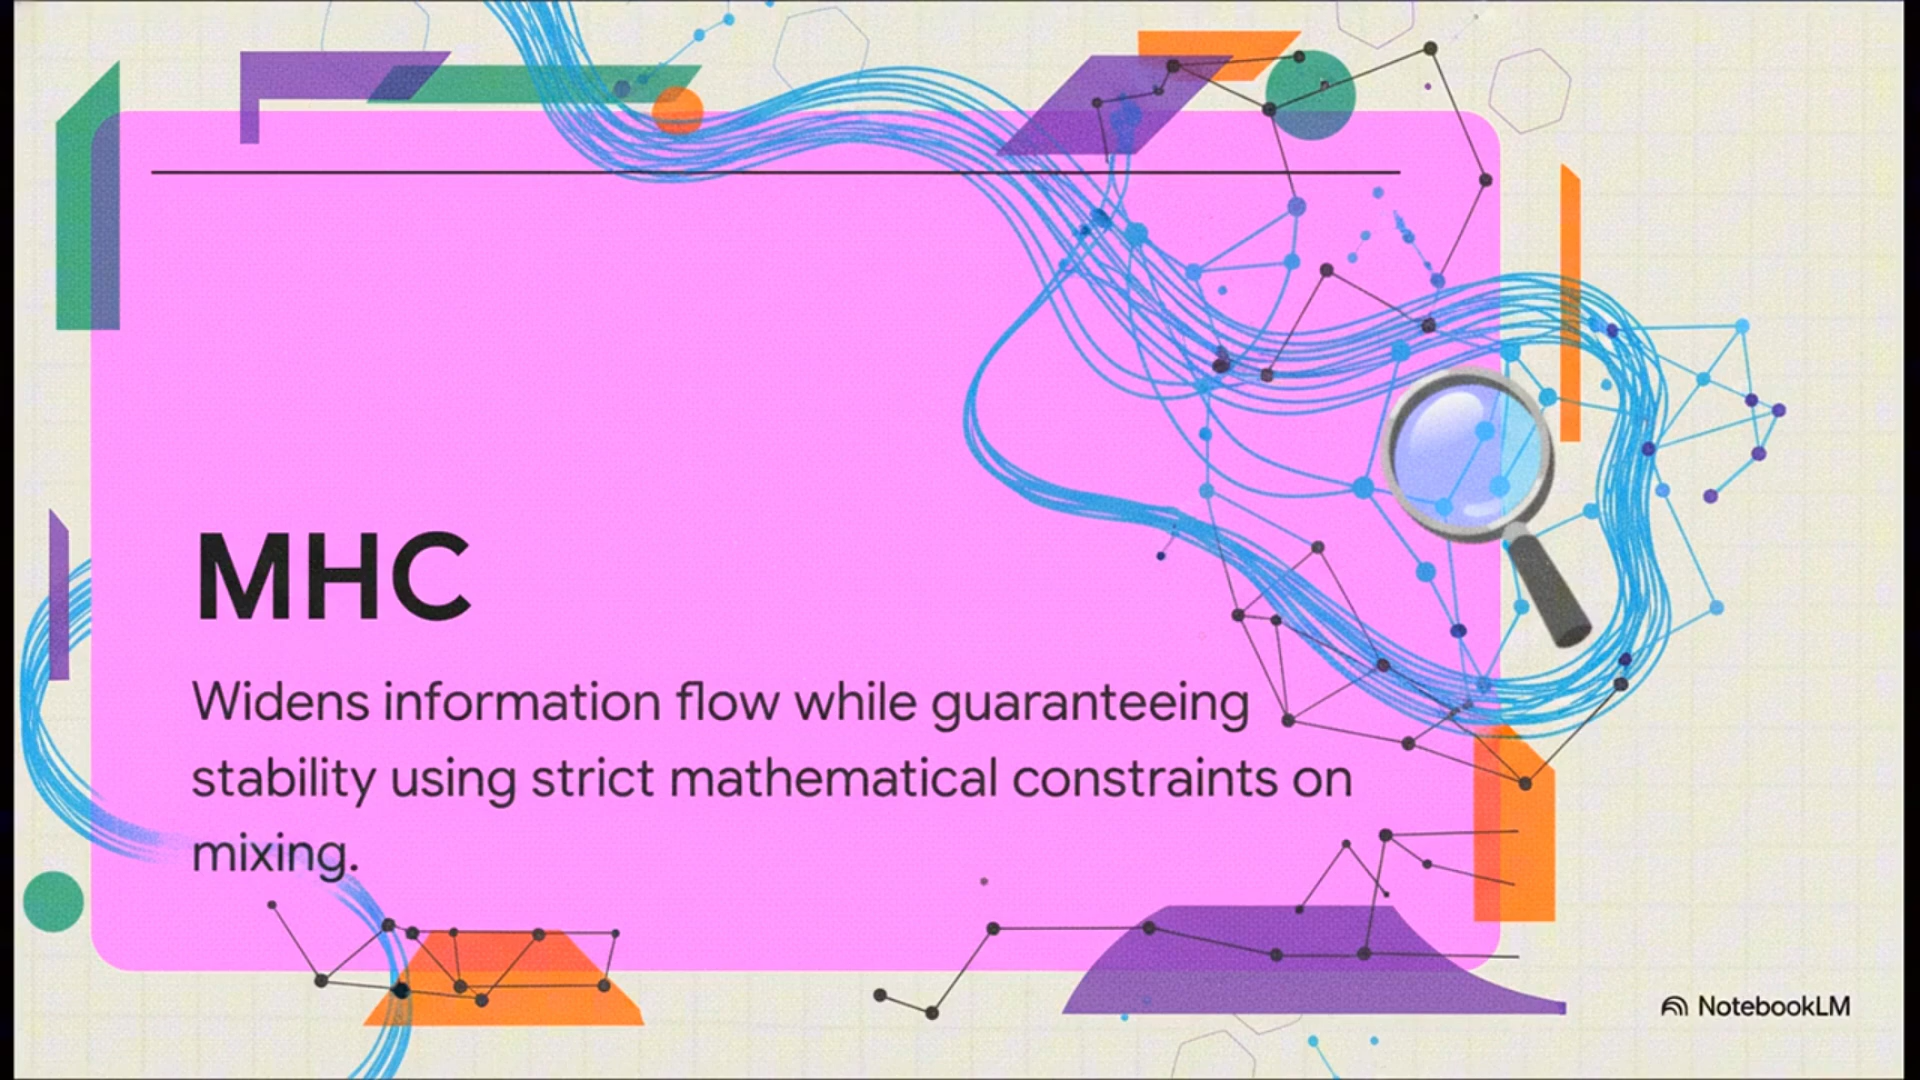 MHC
Widens information flow while guaranteeing
stability using strict mathematical constraints on
mixing.
NotebookLM